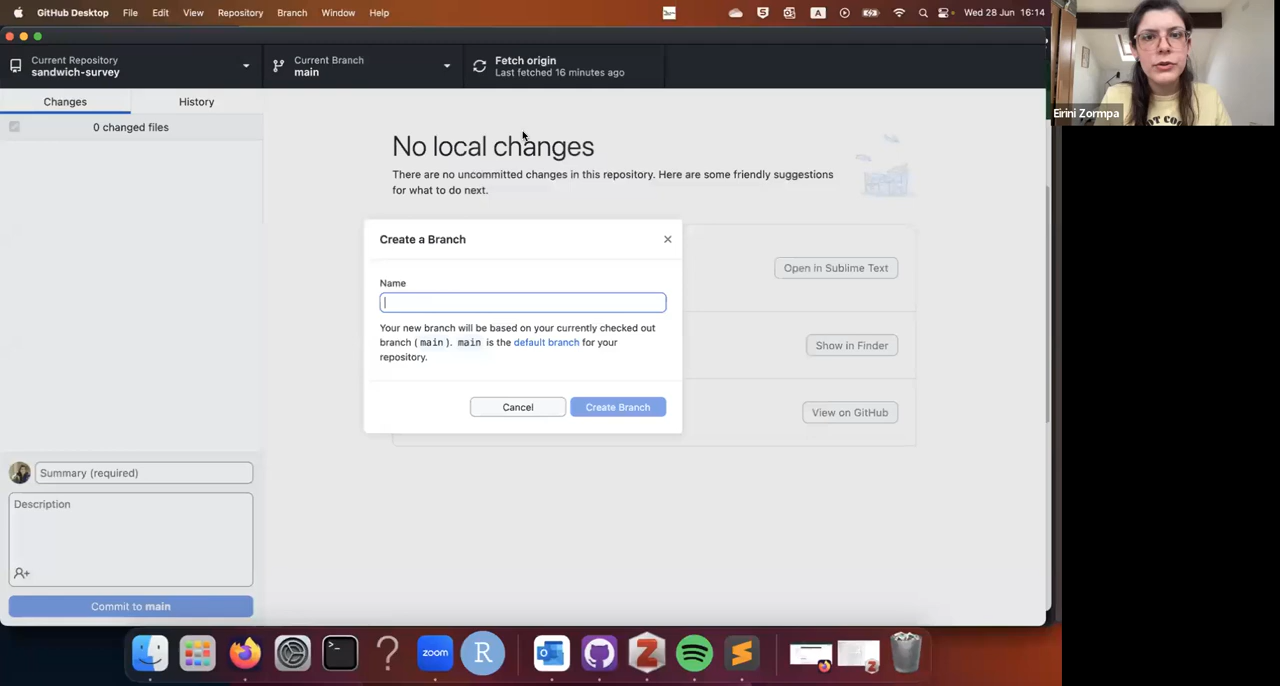 GitHub Desktop File Edit View Repository Branch Window Help
A
Wed 28 Jun 16:14
Current Repository
sandwich-survey
Current Branch
main
Fetch origin
Last fetched 16 minutes ago
Changes
History
0 changed files
No local changes
There are no uncommitted changes in this repository. Here are some friendly suggestions
for what to do next.
Create a Branch
Name
Your new branch will be based on your currently checked out
branch ( main ). main is the default branch for your
repository.
Cancel
Create Branch
Open in Sublime Text
Show in Finder
View on GitHub
Summary (required)
Description
Commit to main
Eirini Zormpa
zoom
R
Z